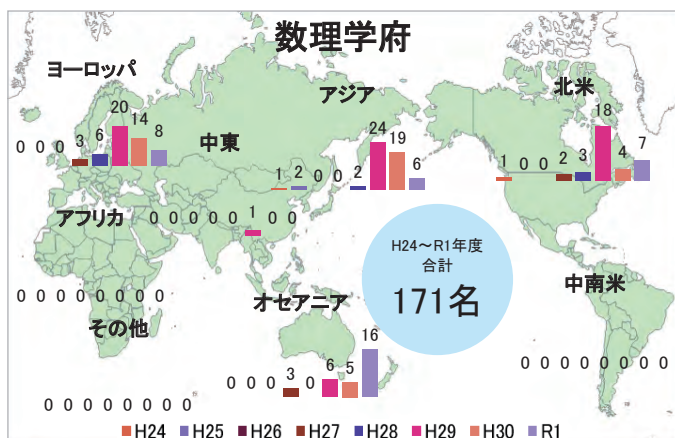 数理学府
ヨーロッパ
0 0 0 3 6 20 14 8
中東
0 0 0 0 0 1 0 0
アジア
1 2 0 0 2 24 19 6
北米
1 0 0 2 3 18 4 7
アフリカ
0 0 0 0 0 0 0 0
H24～R1年度
合計
171名
オセアニア
0 0 0 3 0 6 5 16
中南米
0 0 0 0 0 0 0 0
その他
0 0 0 0 0 0 0 0
H24 H25 H26 H27 H28 H29 H30 R1